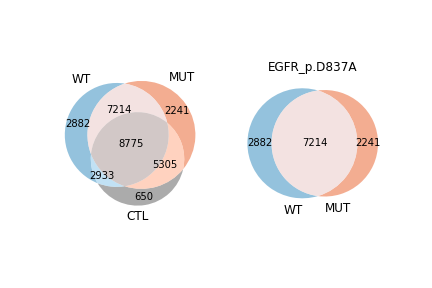 WT
MUT
7214
2241
2882
8775
5305
2933
650
CTL
EGFR_p.D837A
2882
7214
2241
WT
MUT